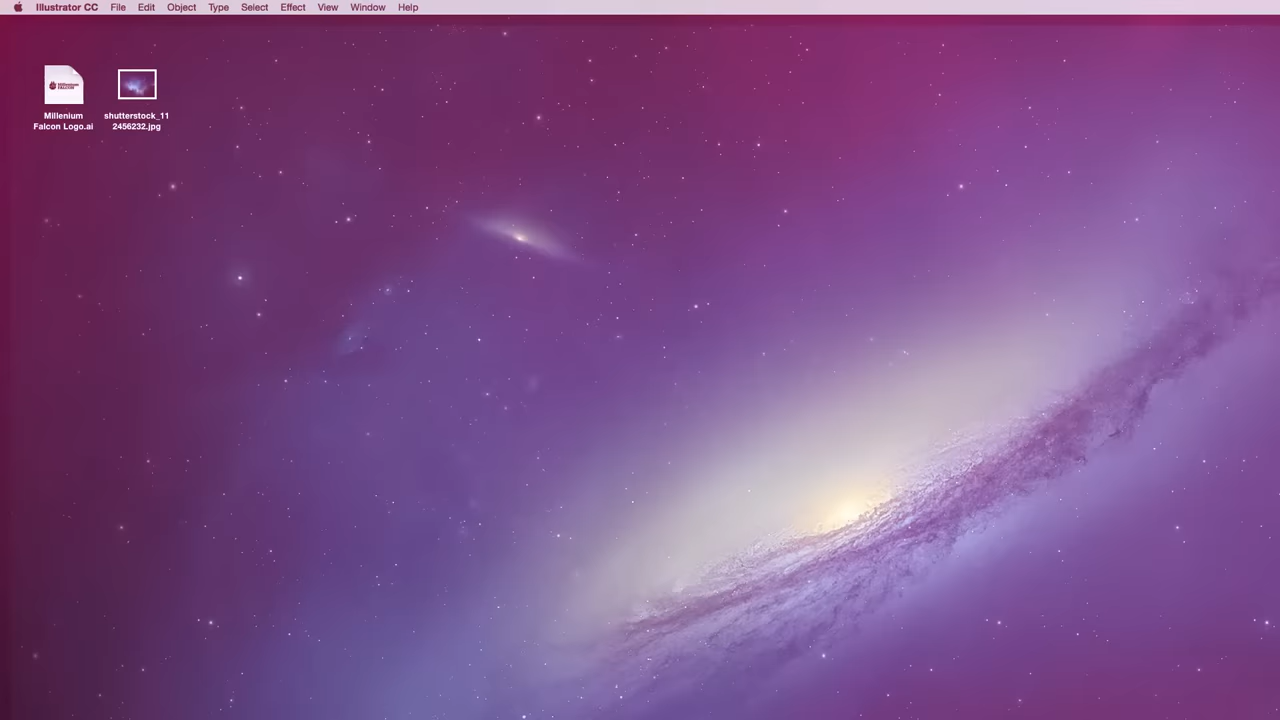 Illustrator CC File Edit Object Type Select Effect View Window Help
Millenium
Falcon Logo.ai
shutterstock_11
2456232.jpg